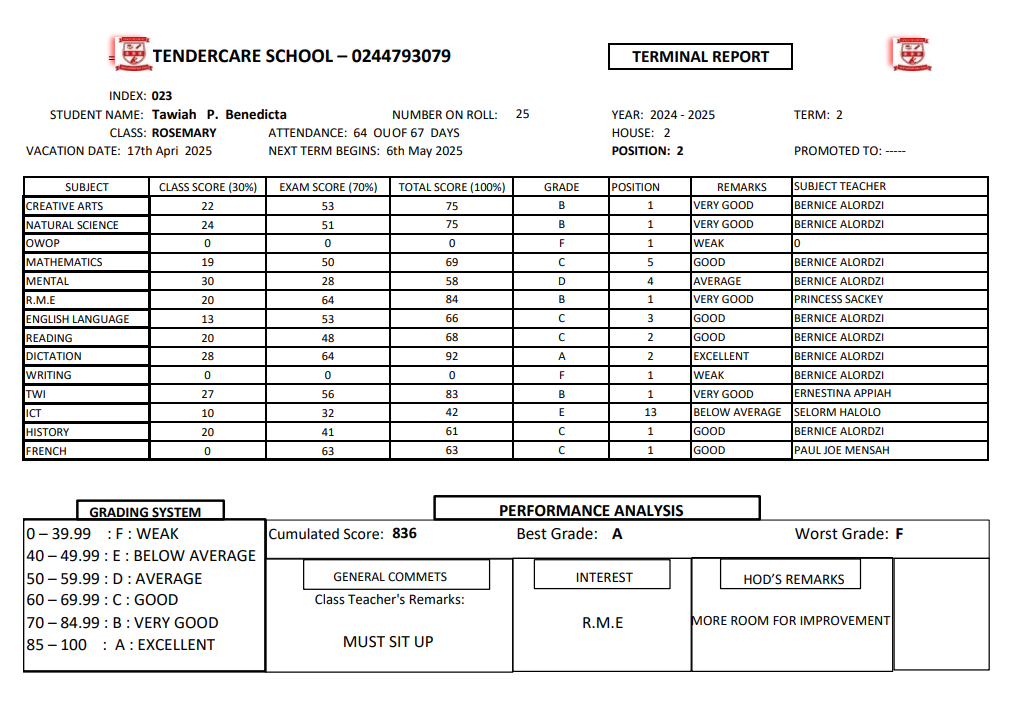 TENDERCARE SCHOOL – 0244793079
TERMINAL REPORT
INDEX: 023
STUDENT NAME: Tawiah P. Benedicta NUMBER ON ROLL: 25 YEAR: 2024 - 2025 TERM: 2
CLASS: ROSEMARY ATTENDANCE: 64 OUOF 67 DAYS HOUSE: 2
VACATION DATE: 17th Apri 2025 NEXT TERM BEGINS: 6th May 2025 POSITION: 2 PROMOTED TO: -----
SUBJECT CLASS SCORE (30%) EXAM SCORE (70%) TOTAL SCORE (100%) GRADE POSITION REMARKS SUBJECT TEACHER
CREATIVE ARTS 22 53 75 B 1 VERY GOOD BERNICE ALORDZI
NATURAL SCIENCE 24 51 75 B 1 VERY GOOD BERNICE ALORDZI
OWOP 0 0 0 F 1 WEAK 0
MATHEMATICS 19 50 69 C 5 GOOD BERNICE ALORDZI
MENTAL 30 28 58 D 4 AVERAGE BERNICE ALORDZI
R.M.E 20 64 84 B 1 VERY GOOD PRINCESS SACKEY
ENGLISH LANGUAGE 13 53 66 C 3 GOOD BERNICE ALORDZI
READING 20 48 68 C 2 GOOD BERNICE ALORDZI
DICTATION 28 64 92 A 2 EXCELLENT BERNICE ALORDZI
WRITING 0 0 0 F 1 WEAK BERNICE ALORDZI
TWI 27 56 83 B 1 VERY GOOD ERNESTINA APPIAH
ICT 10 32 42 E 13 BELOW AVERAGE SELORM HALOLO
HISTORY 20 41 61 C 1 GOOD BERNICE ALORDZI
FRENCH 0 63 63 C 1 GOOD PAUL JOE MENSAH
GRADING SYSTEM
0 – 39.99 : F : WEAK
40 – 49.99 : E : BELOW AVERAGE
50 – 59.99 : D : AVERAGE
60 – 69.99 : C : GOOD
70 – 84.99 : B : VERY GOOD
85 – 100 : A : EXCELLENT
PERFORMANCE ANALYSIS
Cumulated Score: 836 Best Grade: A Worst Grade: F
GENERAL COMMETS
Class Teacher's Remarks:
MUST SIT UP
INTEREST
R.M.E
HOD'S REMARKS
MORE ROOM FOR IMPROVEMENT